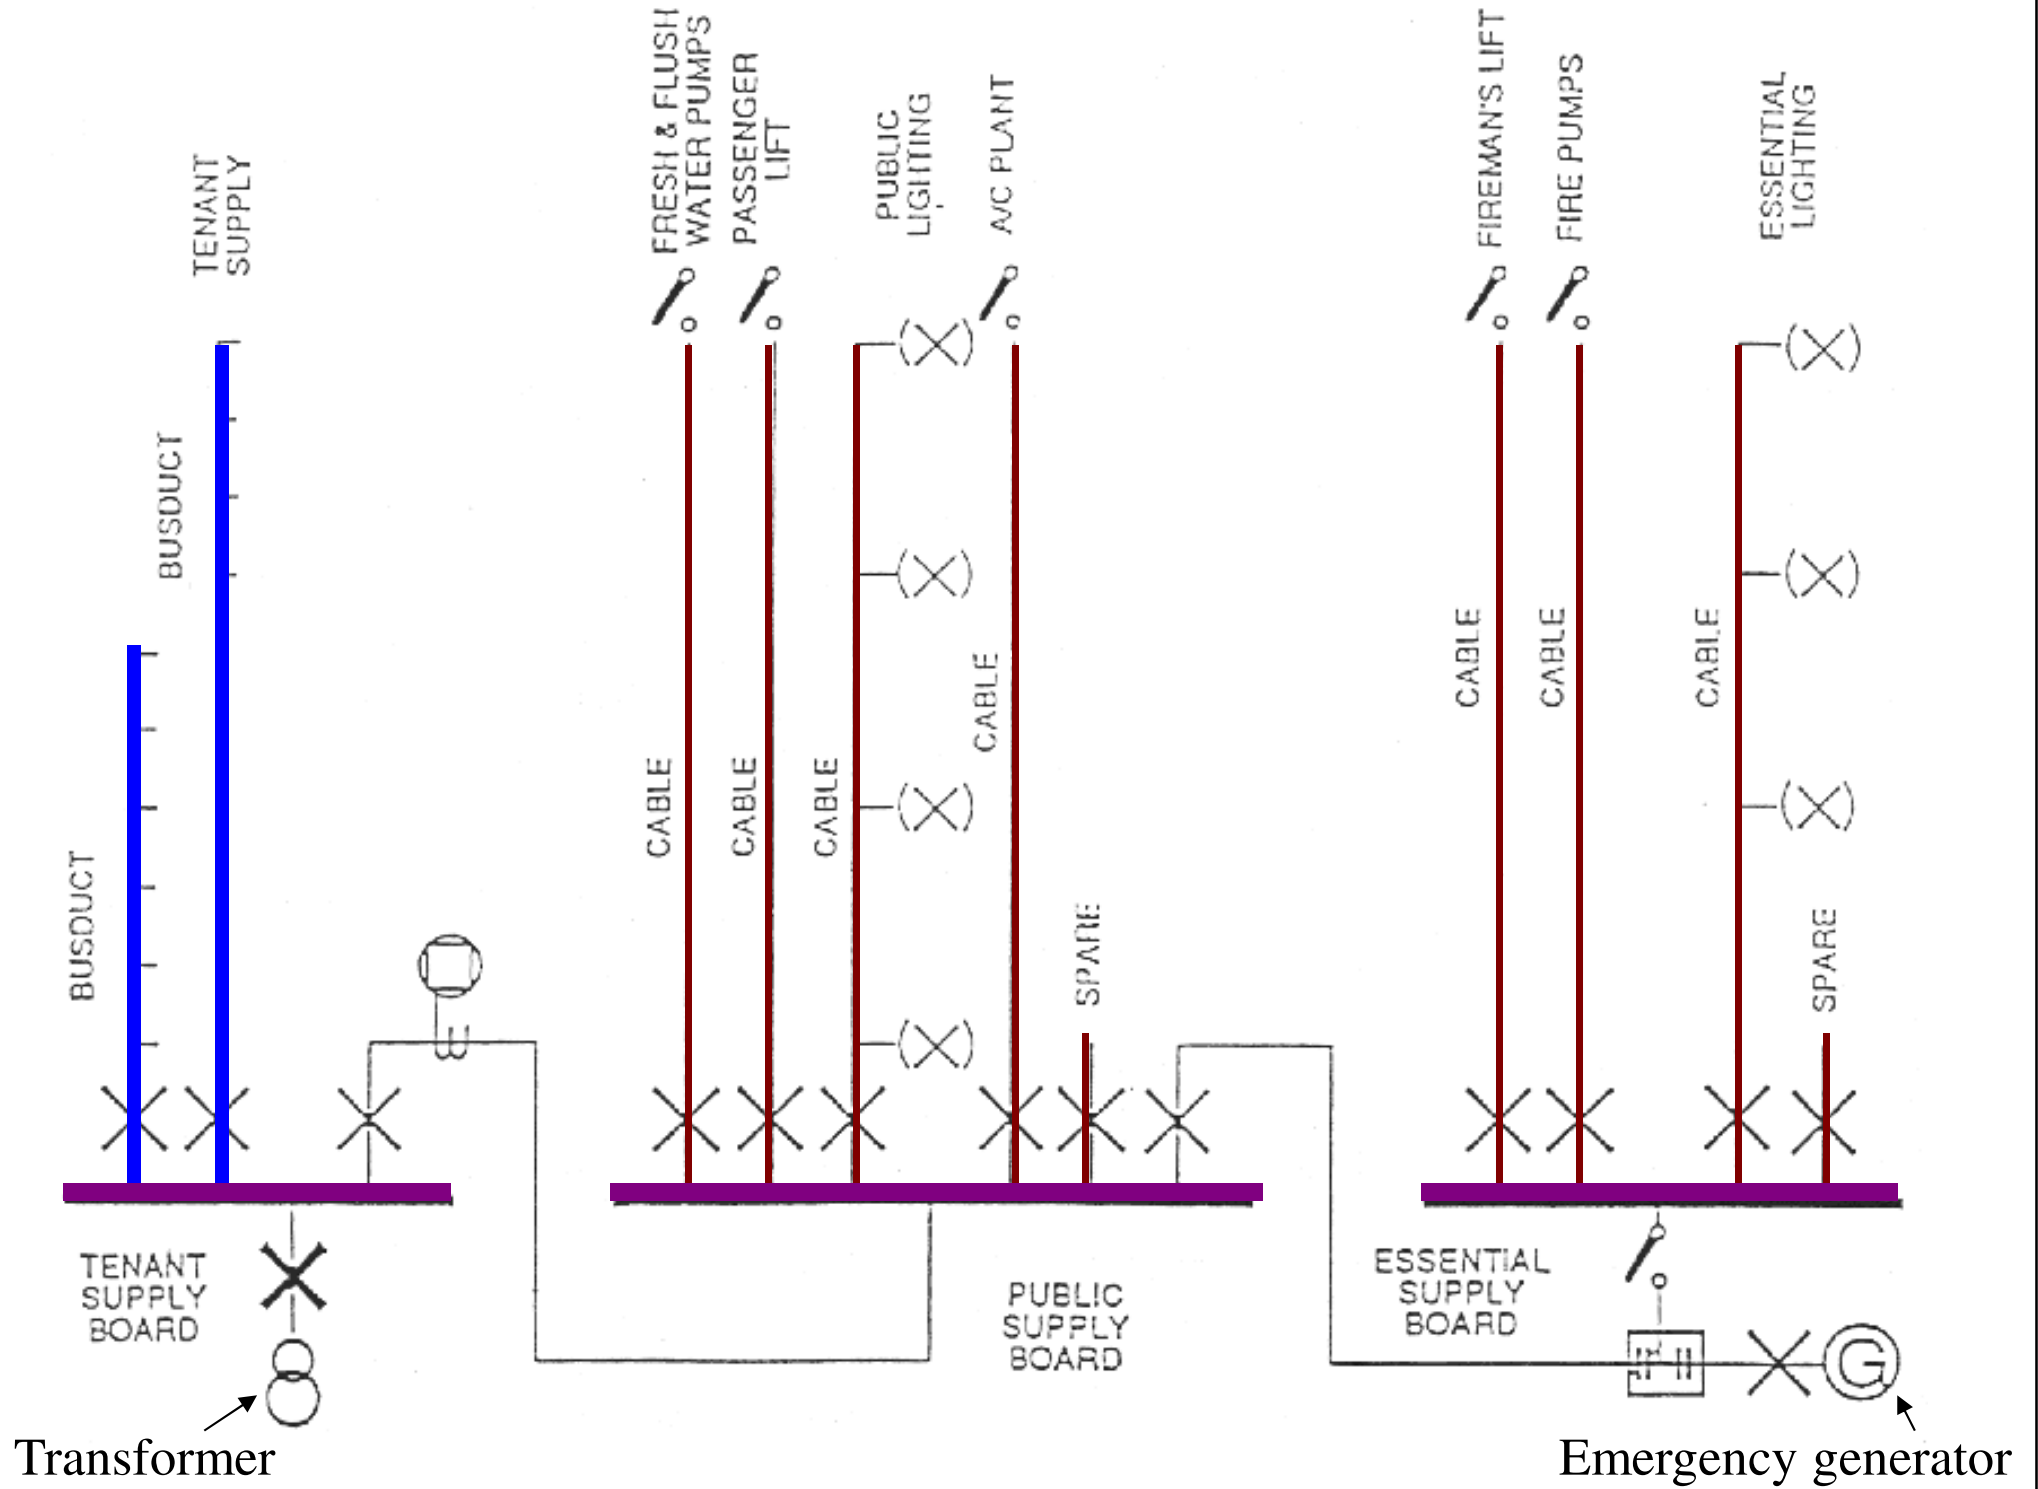 TENANT
SUPPLY
FRESH & FLUSH
WATER PUMPS
PASSENGER
LIFT
PUBLIC
LIGHTING
A/C PLANT
FIREMAN'S LIFT
FIRE PUMPS
ESSENTIAL
LIGHTING
BUSDUCT
BUSDUCT
CABLE
CABLE
CABLE
CABLE
SPARE
CABLE
CABLE
CABLE
SPARE
TENANT
SUPPLY
BOARD
PUBLIC
SUPPLY
BOARD
ESSENTIAL
SUPPLY
BOARD
G
Transformer
Emergency generator